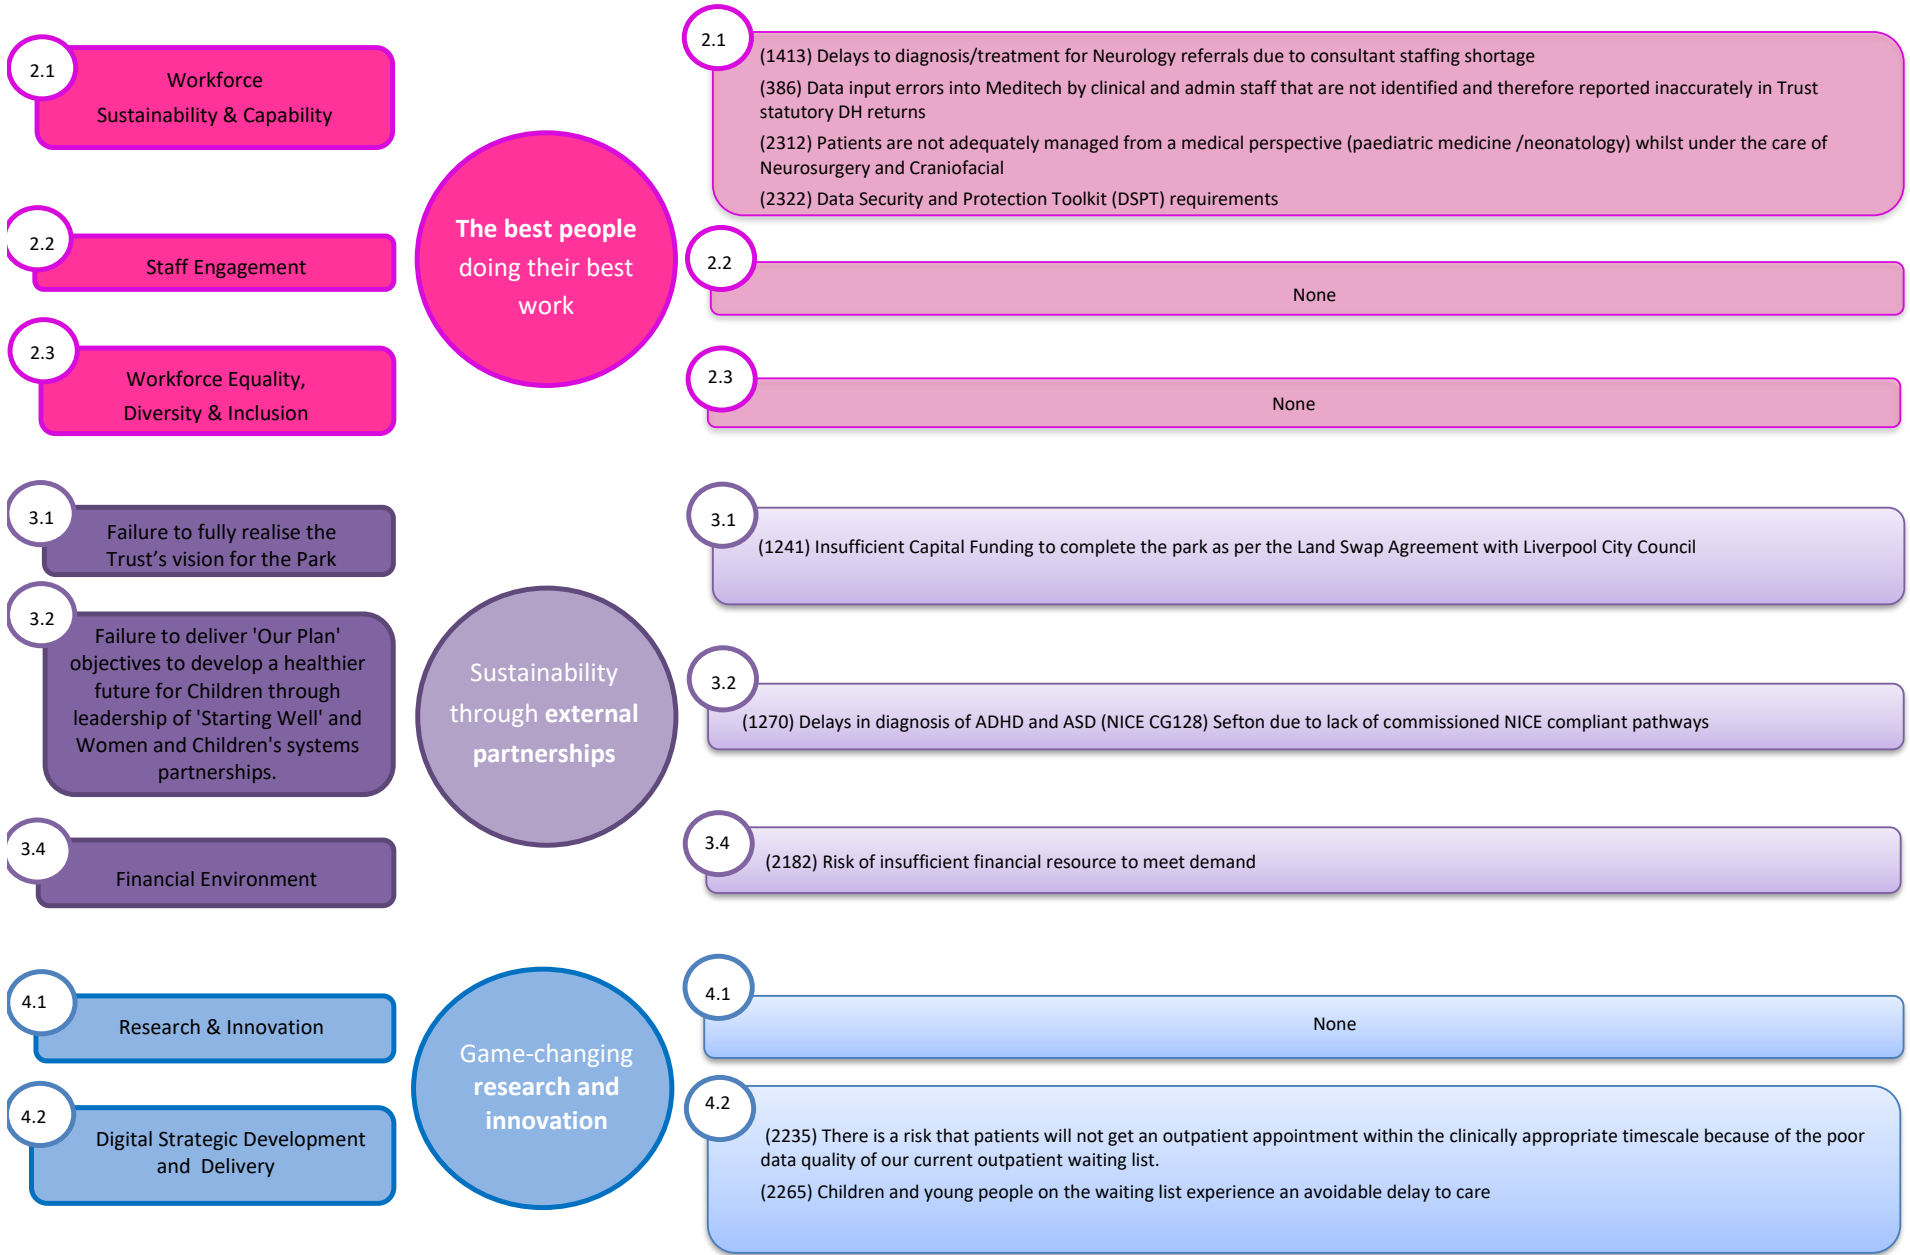 2.1
Workforce
Sustainability & Capability
2.2
Staff Engagement
2.3
Workforce Equality,
Diversity & Inclusion
The best people
doing their best
work
2.1
(1413) Delays to diagnosis/treatment for Neurology referrals due to consultant staffing shortage
(386) Data input errors into Meditech by clinical and admin staff that are not identified and therefore reported inaccurately in Trust
statutory DH returns
(2312) Patients are not adequately managed from a medical perspective (paediatric medicine /neonatology) whilst under the care of
Neurosurgery and Craniofacial
(2322) Data Security and Protection Toolkit (DSPT) requirements
2.2
None
2.3
None
3.1
Failure to fully realise the
Trust’s vision for the Park
3.2
Failure to deliver 'Our Plan'
objectives to develop a healthier
future for Children through
leadership of 'Starting Well' and
Women and Children's systems
partnerships.
3.4
Financial Environment
Sustainability
through external
partnerships
3.1
(1241) Insufficient Capital Funding to complete the park as per the Land Swap Agreement with Liverpool City Council
3.2
(1270) Delays in diagnosis of ADHD and ASD (NICE CG128) Sefton due to lack of commissioned NICE compliant pathways
3.4
(2182) Risk of insufficient financial resource to meet demand
4.1
Research & Innovation
4.2
Digital Strategic Development
and Delivery
Game-changing
research and
innovation
4.1
None
4.2
(2235) There is a risk that patients will not get an outpatient appointment within the clinically appropriate timescale because of the poor
data quality of our current outpatient waiting list.
(2265) Children and young people on the waiting list experience an avoidable delay to care